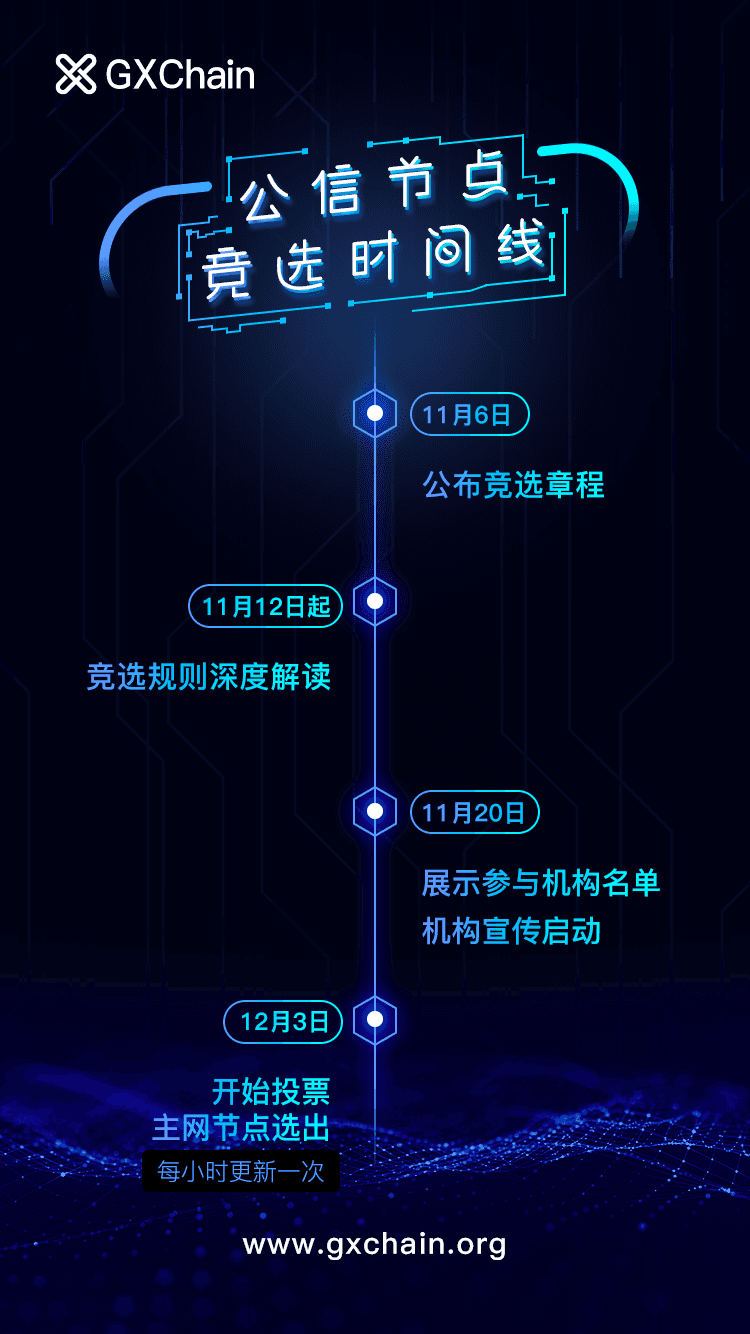 GXChain
公信节点
竞选时间线
11月6日
公布竞选章程
11月12日起
竞选规则深度解读
11月20日
展示参与机构名单
机构宣传启动
12月3日
开始投票
主网节点选出
每小时更新一次
www.gxchain.org